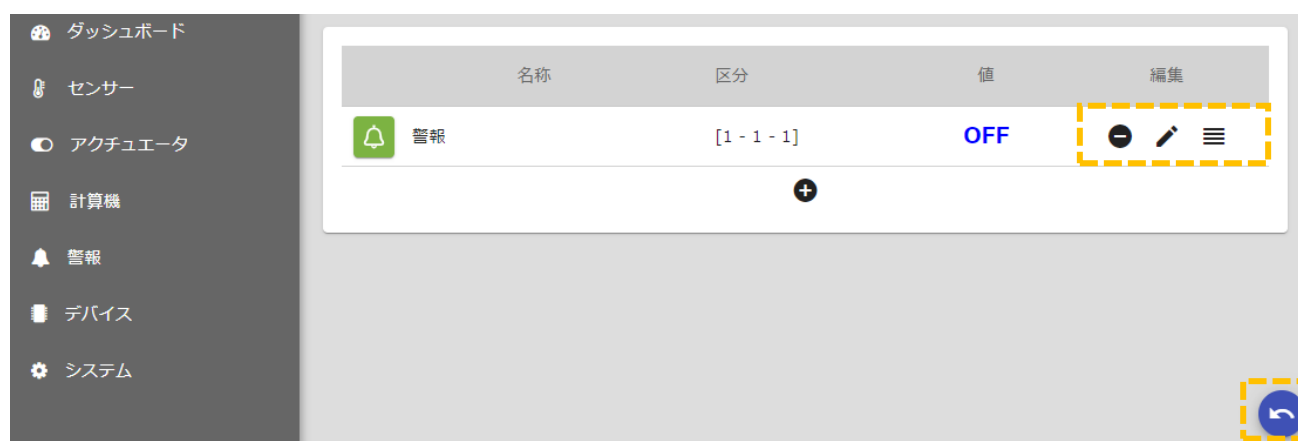 ダッシュボード
センサー
アクチュエータ
計算機
警報
デバイス
システム
名称 区分 値 編集
警報 [1 - 1 - 1] OFF